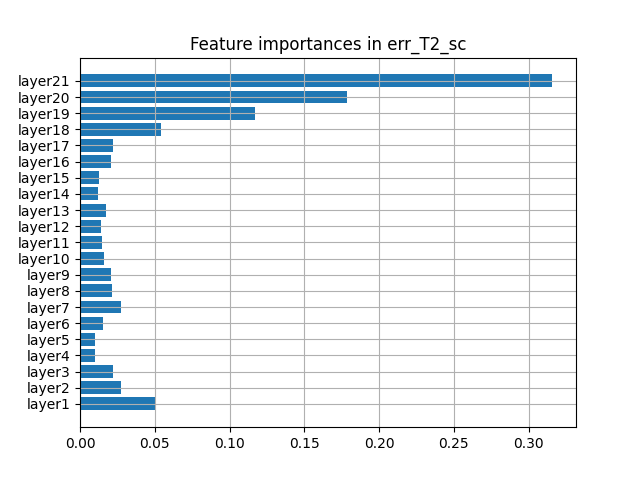 Feature importances in err_T2_sc
layer21
layer20
layer19
layer18
layer17
layer16
layer15
layer14
layer13
layer12
layer11
layer10
layer9
layer8
layer7
layer6
layer5
layer4
layer3
layer2
layer1
0.00 0.05 0.10 0.15 0.20 0.25 0.30